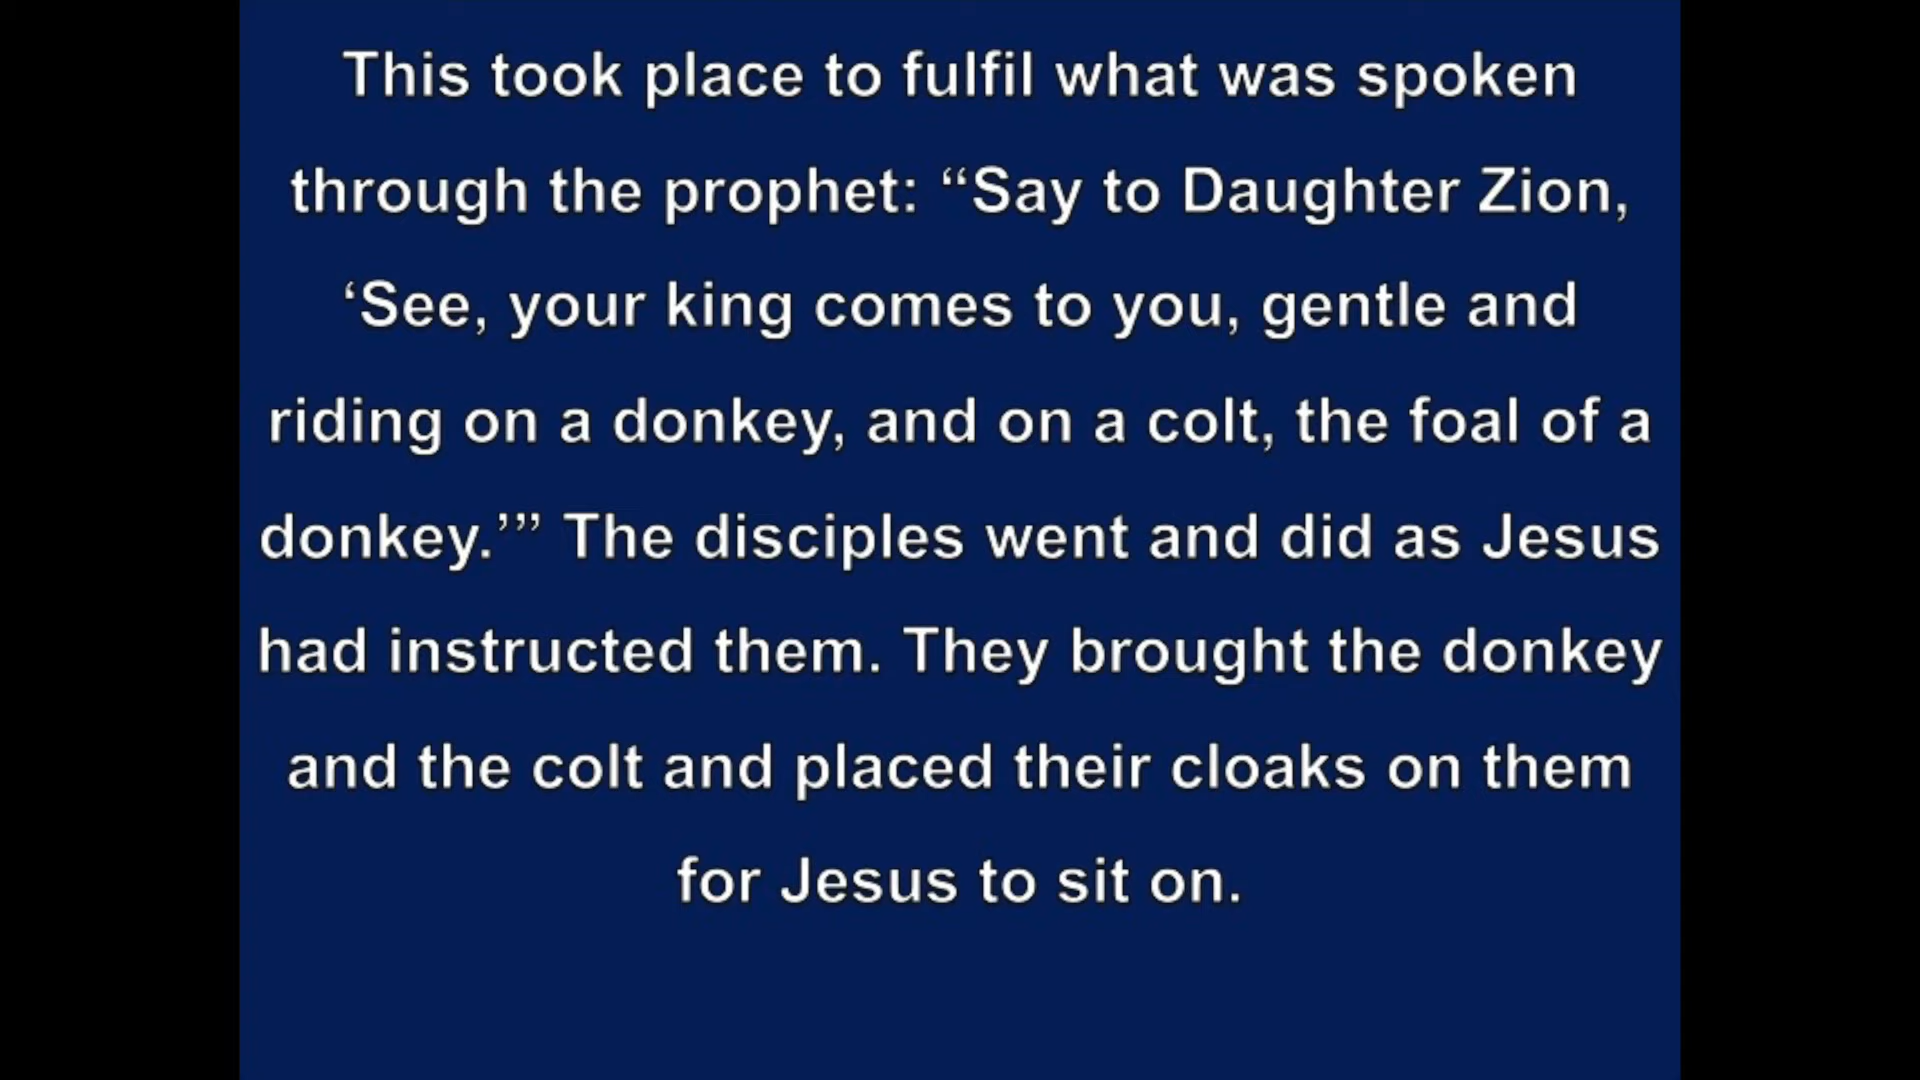 This took place to fulfil what was spoken
through the prophet: “Say to Daughter Zion,
‘See, your king comes to you, gentle and
riding on a donkey, and on a colt, the foal of a
donkey.’” The disciples went and did as Jesus
had instructed them. They brought the donkey
and the colt and placed their cloaks on them
for Jesus to sit on.